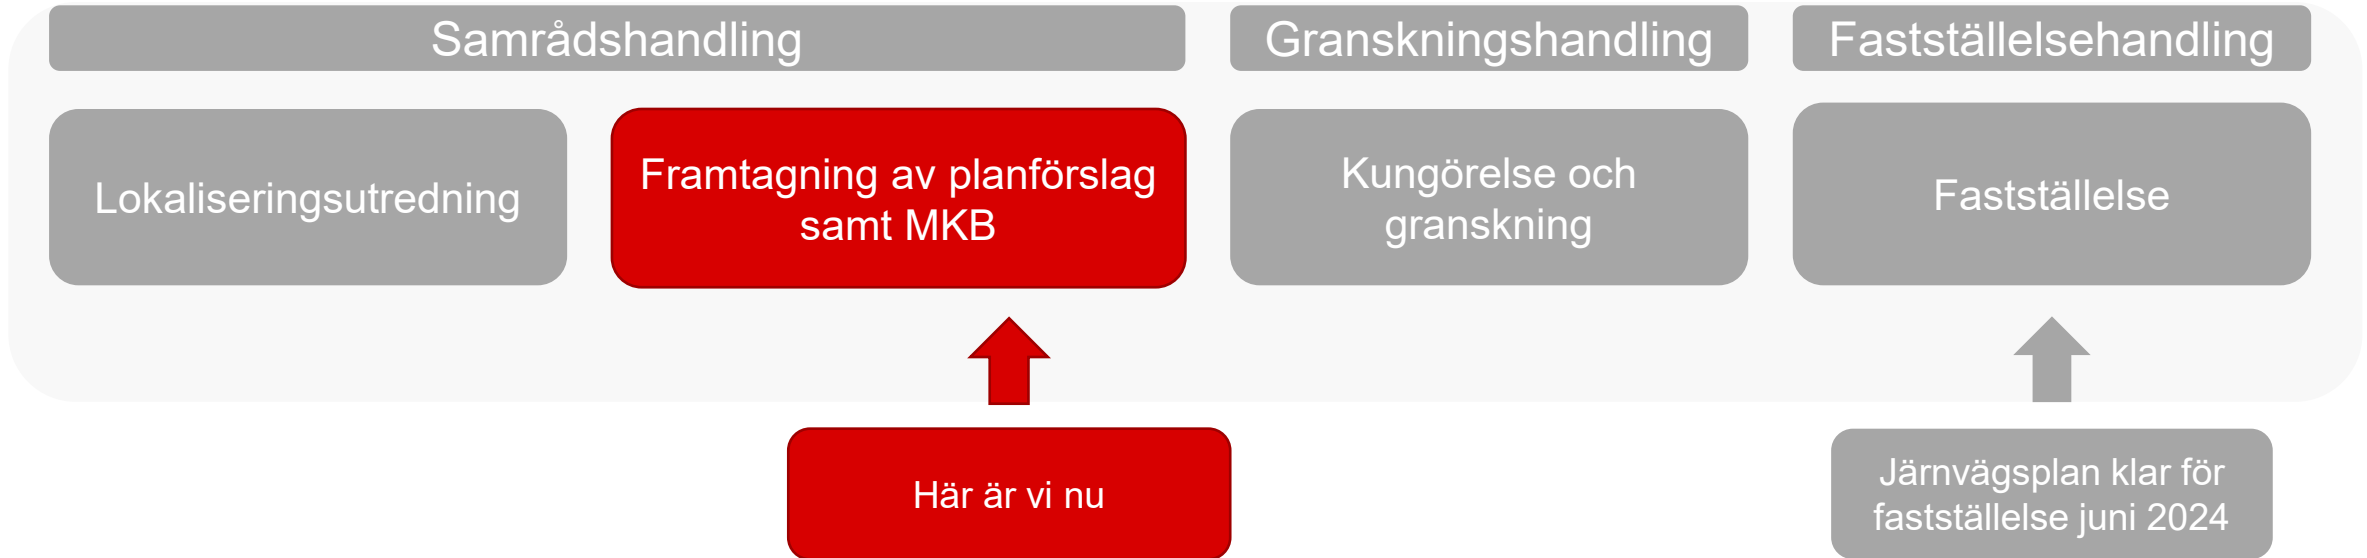 Samrådshandling
Granskningshandling
Fastställelsehandling
Lokaliseringsutredning
Framtagning av planförslag
samt MKB
Kungörelse och
granskning
Fastställelse
Här är vi nu
Järnvägsplan klar för
fastställelse juni 2024